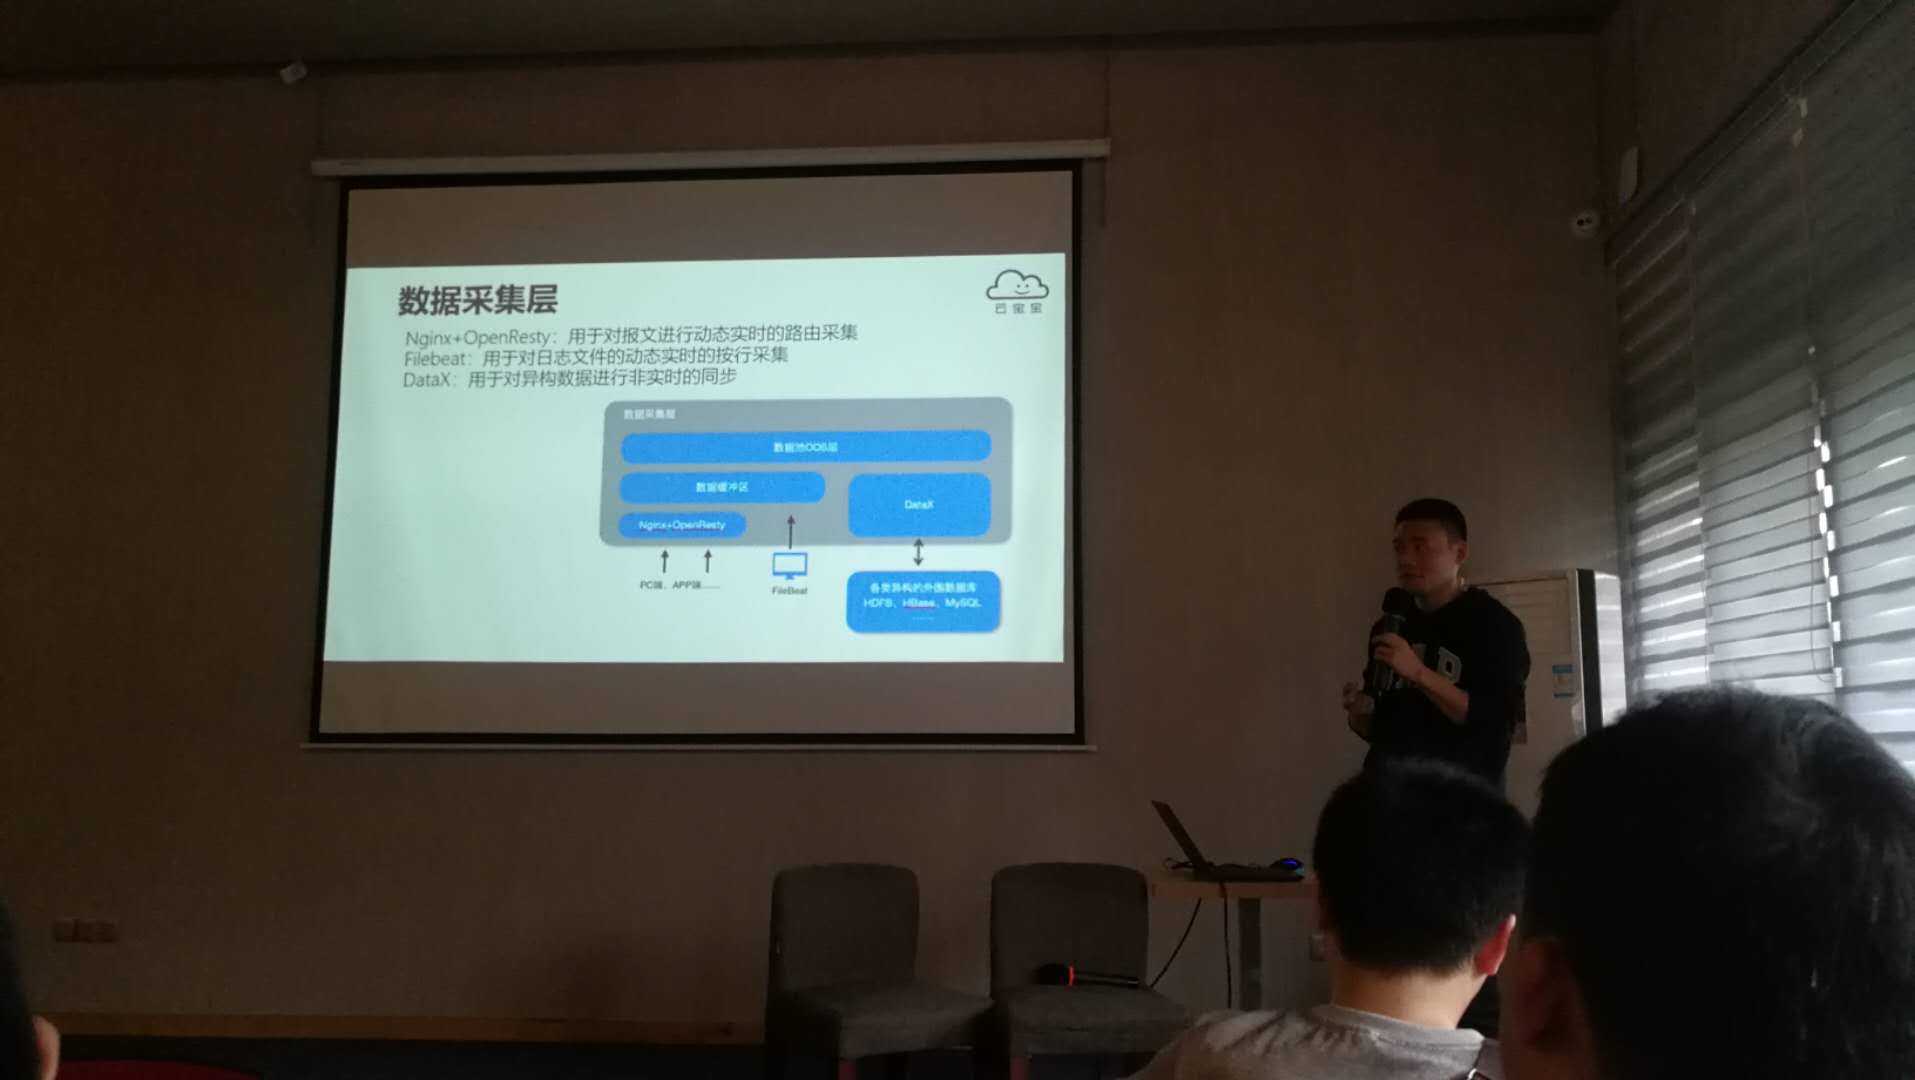 数据采集层
云宝宝
Nginx+OpenResty：用于对报文进行动态实时的路由采集
Filebeat：用于对日志文件的动态实时的按行采集
DataX：用于对异构数据进行非实时的同步
数据采集层
数据池ODS层
数据缓冲区
DataX
Nginx+OpenResty
PC端、APP端......
FileBeat
各类异构的外围数据库
HDFS、HBase、MySQL
......